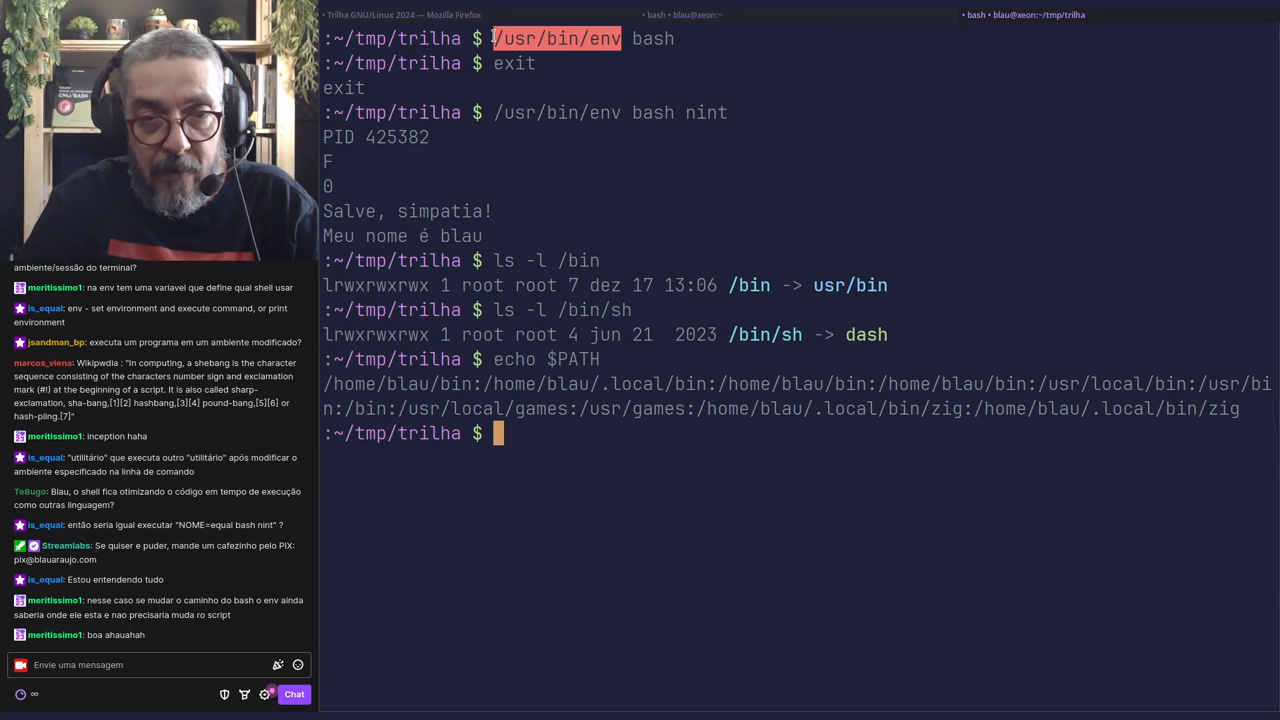 • Trilha GNU/Linux 2024 — Mozilla Firefox
• bash • blau@xeon:~
• bash • blau@xeon:~/tmp/trilha
:~/tmp/trilha $ /usr/bin/env bash
:~/tmp/trilha $ exit
exit
:~/tmp/trilha $ /usr/bin/env bash nint
PID 425382
F
0
Salve, simpatia!
Meu nome é blau
:~/tmp/trilha $ ls -l /bin
lrwxrwxrwx 1 root root 7 dez 17 13:06 /bin -> usr/bin
:~/tmp/trilha $ ls -l /bin/sh
lrwxrwxrwx 1 root root 4 jun 21  2023 /bin/sh -> dash
:~/tmp/trilha $ echo $PATH
/home/blau/bin:/home/blau/.local/bin:/home/blau/bin:/home/blau/bin:/usr/local/bin:/usr/bi
n:/bin:/usr/local/games:/usr/games:/home/blau/.local/bin/zig:/home/blau/.local/bin/zig
:~/tmp/trilha $
GNU/BASH
ambiente/sessão do terminal?
meritissimo1: na env tem uma variavel que define qual shell usar
is_equal: env - set environment and execute command, or print
environment
jsandman_bp: executa um programa em um ambiente modificado?
marcos_viena: Wikipwdia : "In computing, a shebang is the character
sequence consisting of the characters number sign and exclamation
mark (#!) at the beginning of a script. It is also called sharp-
exclamation, sha-bang,[1][2] hashbang,[3][4] pound-bang,[5][6] or
hash-pling.[7]"
meritissimo1: inception haha
is_equal: "utilitário" que executa outro "utilitário" após modificar o
ambiente especificado na linha de comando
Te8ugo: Blau, o shell fica otimizando o código em tempo de execução
como outras linguagem?
is_equal: então seria igual executar "NOME=equal bash nint" ?
Streamlabs: Se quiser e puder, mande um cafezinho pelo PIX:
pix@blauaraujo.com
is_equal: Estou entendendo tudo
meritissimo1: nesse caso se mudar o caminho do bash o env ainda
saberia onde ele esta e nao precisaria muda ro script
meritissimo1: boa ahauahah
Envie uma mensagem
∞
Chat